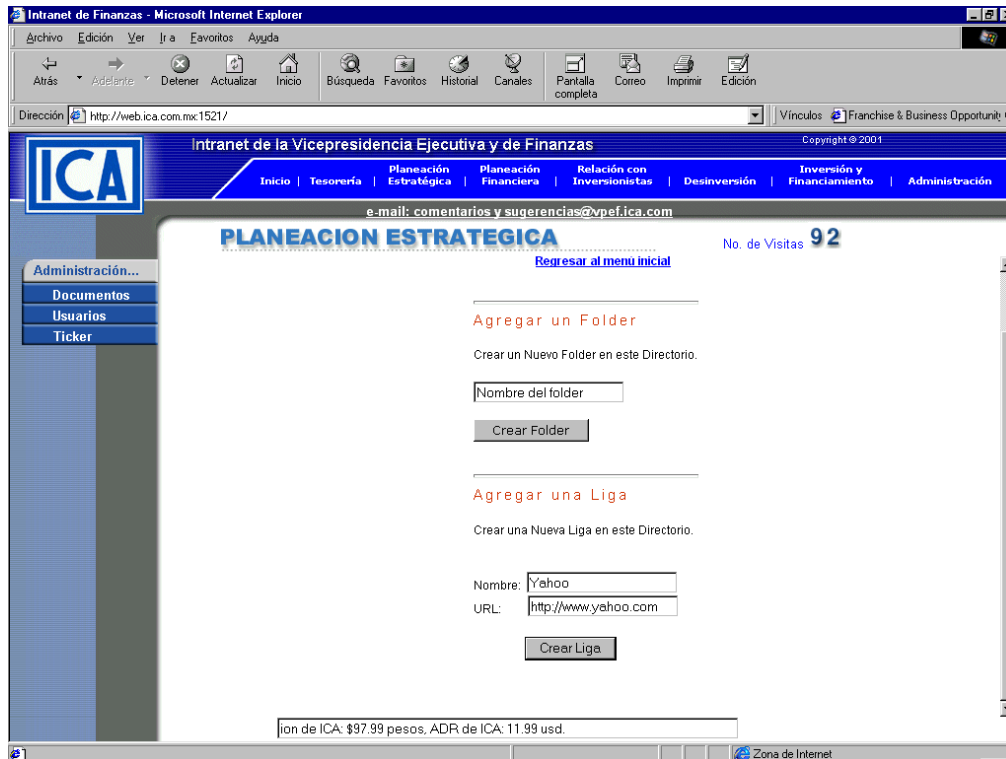 Intranet de Finanzas - Microsoft Internet Explorer
Archivo Edición Ver Ir a Favoritos Ayuda
Atrás Adelante Detener Actualizar Inicio Búsqueda Favoritos Historial Canales Pantalla completa Correo Imprimir Edición
Dirección http://web.ica.com.mx:1521/ Vínculos Franchise & Business Opportunity
ICA
Intranet de la Vicepresidencia Ejecutiva y de Finanzas
Copyright © 2001
Inicio | Tesorería | Planeación Estratégica | Planeación Financiera | Relación con Inversionistas | Desinversión | Inversión y Financiamiento | Administración
e-mail: comentarios y sugerencias@vpef.ica.com
PLANEACION ESTRATEGICA
No. de Visitas 92
Regresar al menú inicial
Administración...
Documentos
Usuarios
Ticker
Agregar un Folder
Crear un Nuevo Folder en este Directorio.
Nombre del folder
Crear Folder
Agregar una Liga
Crear una Nueva Liga en este Directorio.
Nombre: Yahoo
URL: http://www.yahoo.com
Crear Liga
ion de ICA: $97.99 pesos, ADR de ICA: 11.99 usd.
Zona de Internet